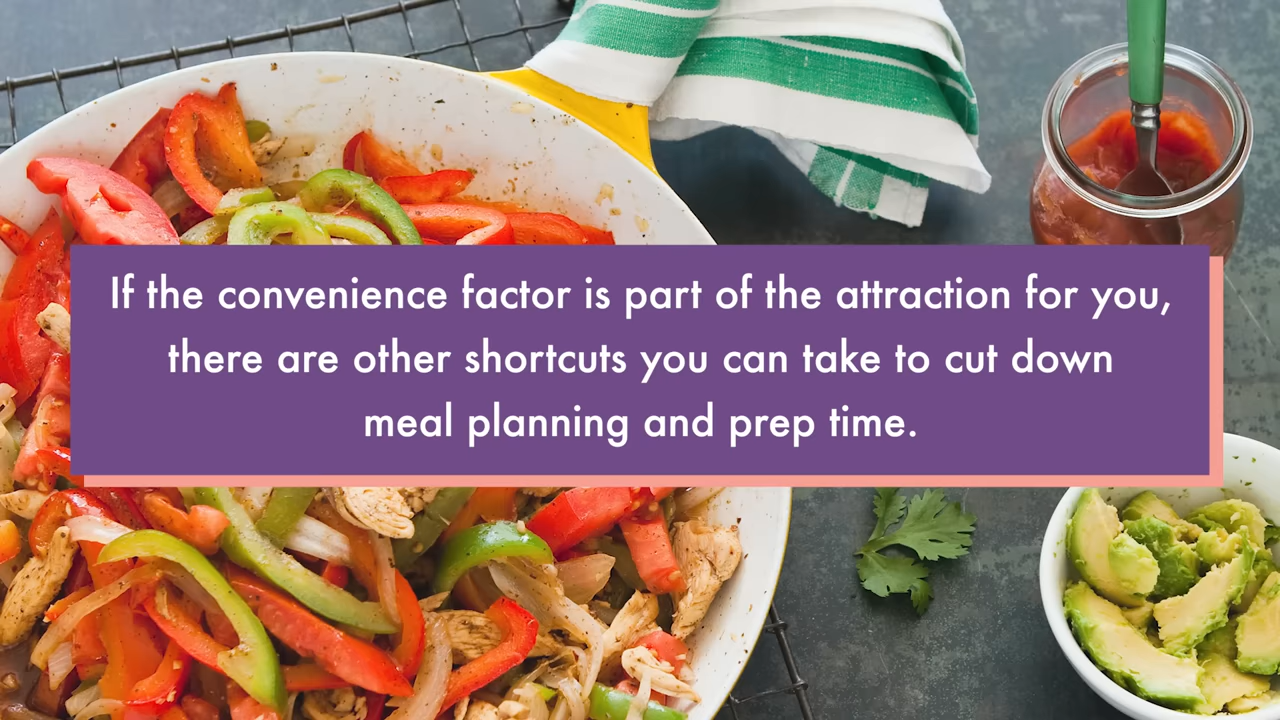 If the convenience factor is part of the attraction for you,
there are other shortcuts you can take to cut down
meal planning and prep time.